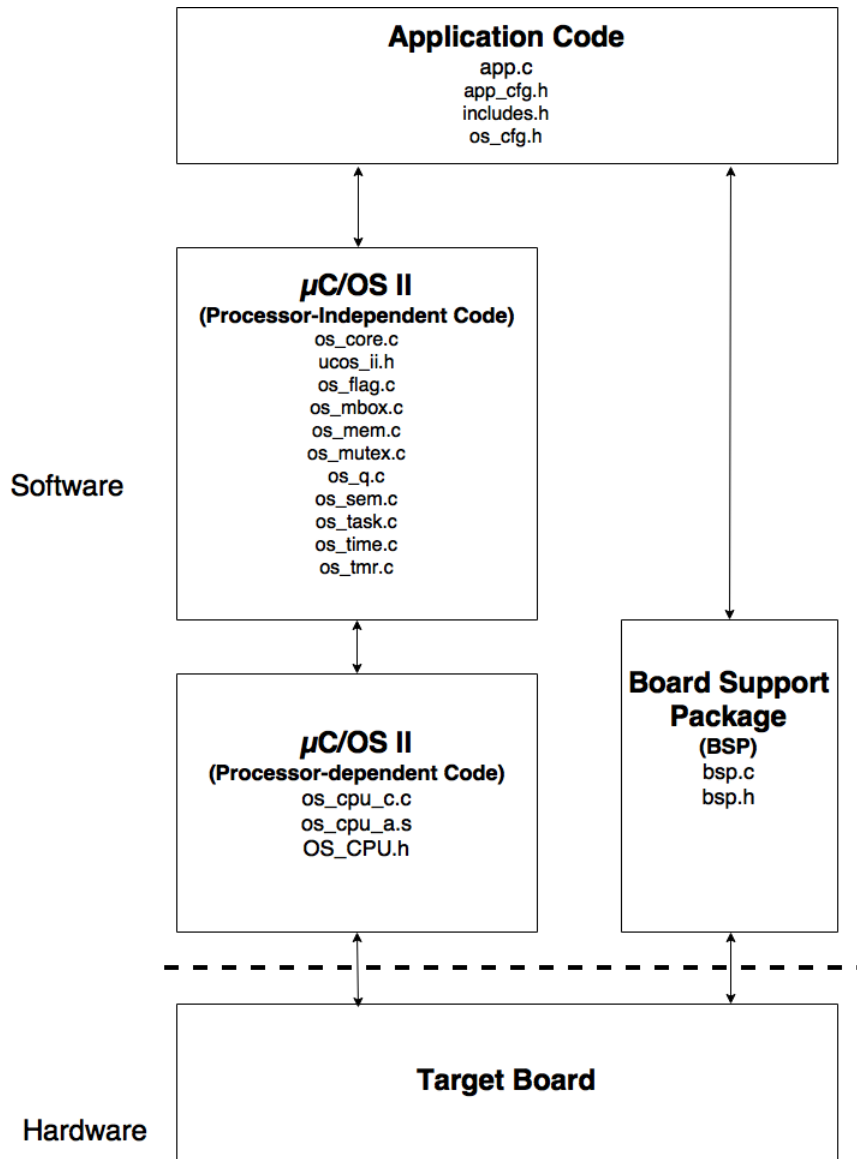 Application Code
app.c
app_cfg.h
includes.h
os_cfg.h
µC/OS II
(Processor-Independent Code)
os_core.c
ucos_ii.h
os_flag.c
os_mbox.c
os_mem.c
os_mutex.c
os_q.c
os_sem.c
os_task.c
os_time.c
os_tmr.c
Software
µC/OS II
(Processor-dependent Code)
os_cpu_c.c
os_cpu_a.s
OS_CPU.h
Board Support
Package
(BSP)
bsp.c
bsp.h
Target Board
Hardware